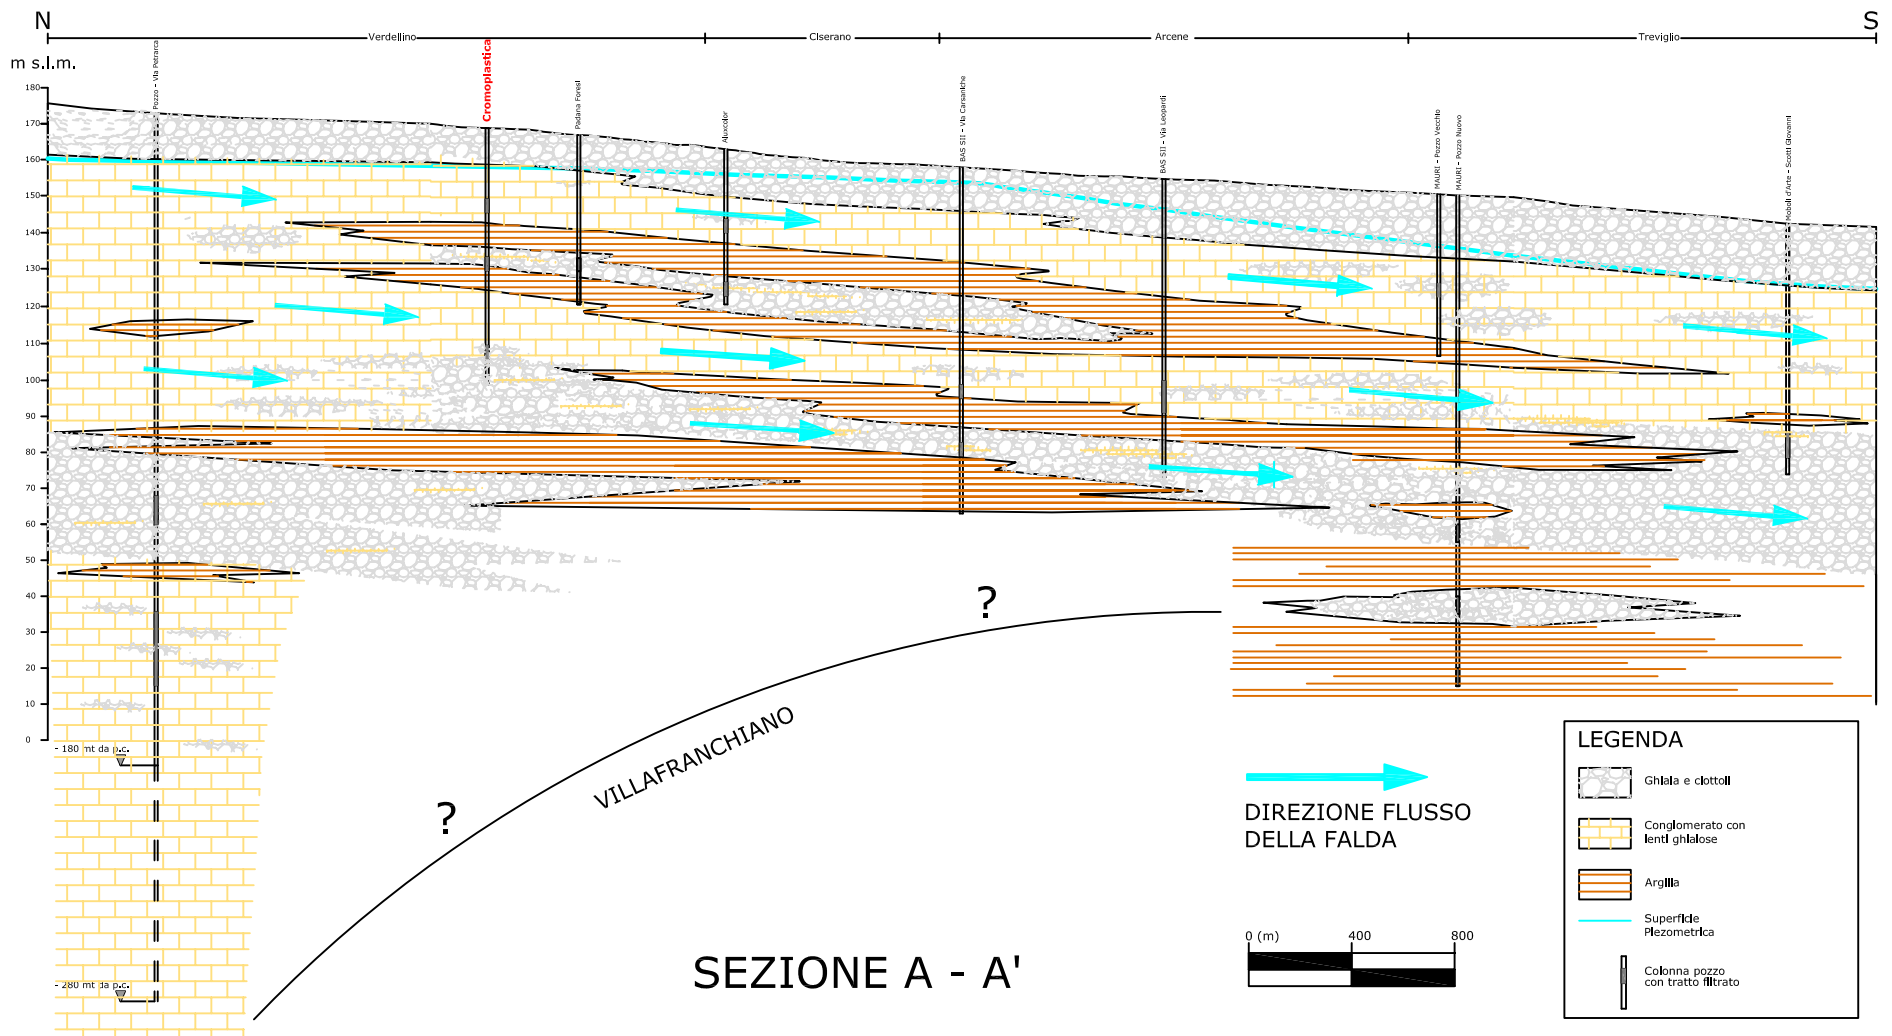 N
S
Verdellino
Ciserano
Arcene
Treviglio
m s.l.m.
Pozzo - Via Petrarca
Cromoplastica
Padana Foresi
Aluxcolor
BAS SII - Via Carsaniche
BAS SII - Via Leopardi
MAURI - Pozzo Vecchio
MAURI - Pozzo Nuovo
Moboli d'Arte - Scotti Giovanni
180
170
160
150
140
130
120
110
100
90
80
70
60
50
40
30
20
10
0
- 180 mt da p.c.
- 280 mt da p.c.
?
?
VILLAFRANCHIANO
SEZIONE A - A'
DIREZIONE FLUSSO
DELLA FALDA
0 (m)
400
800
LEGENDA
Ghiaia e ciottoli
Conglomerato con
lenti ghiaiose
Argilla
Superficie
Piezometrica
Colonna pozzo
con tratto filtrato